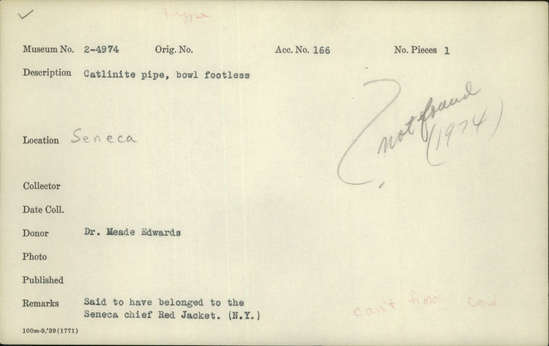 ✓
Museum No. 2-4974 Orig. No. Acc. No. 166 No. Pieces 1
Description Catlinite pipe, bowl footless
? not found
(1974)
Location Seneca
Collector
Date Coll.
Donor Dr. Meade Edwards
Photo
Published
Remarks Said to have belonged to the
Seneca chief Red Jacket. (N.Y.)
can't find
100m-9,'39(1771)